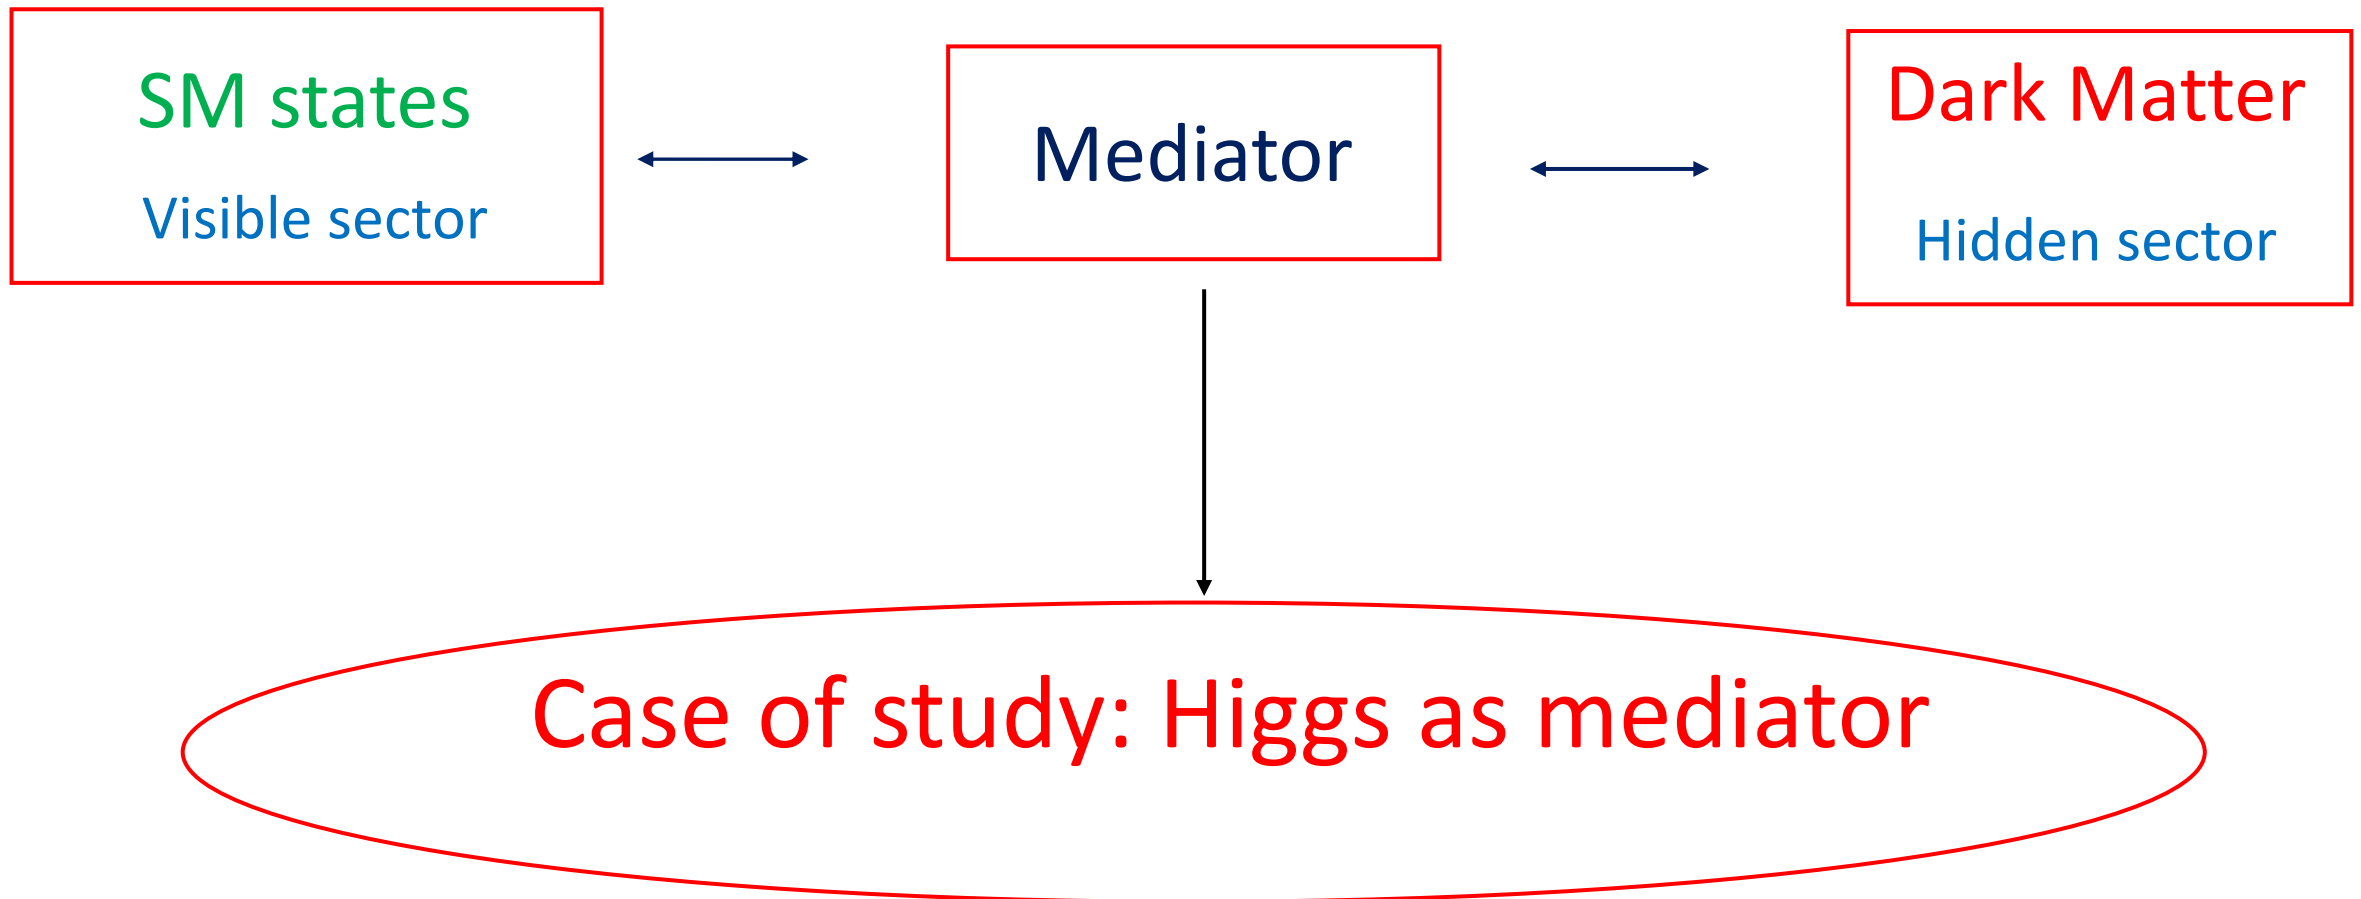 SM states
Visible sector
Mediator
Dark Matter
Hidden sector
Case of study: Higgs as mediator